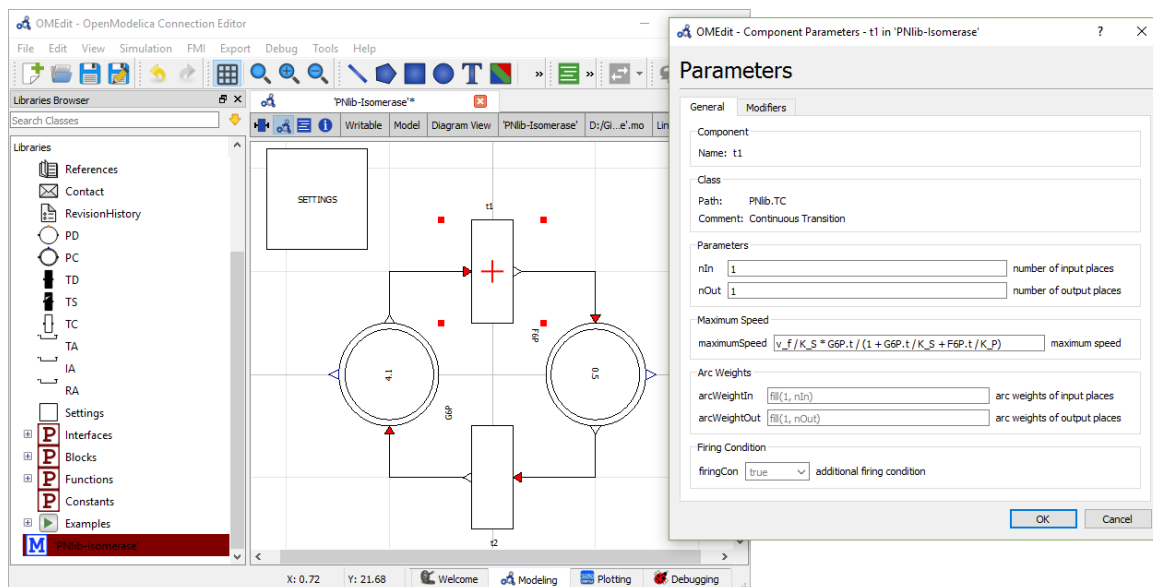 OMEdit - OpenModelica Connection Editor
File Edit View Simulation FMI Export Debug Tools Help
T » »
Libraries Browser
'PNlib-Isomerase'*
Search Classes
Writable Model Diagram View 'PNlib-Isomerase' D:/Gi...e'.mo Lin
Libraries
References
Contact
RevisionHistory
PD
PC
TD
TS
TC
TA
IA
RA
Settings
P Interfaces
P Blocks
P Functions
P Constants
Examples
M 'PNlib-Isomerase'
SETTINGS
t1
F6P
4.1
0.5
G6P
t2
X: 0.72 Y: 21.68 Welcome Modeling Plotting Debugging
OMEdit - Component Parameters - t1 in 'PNlib-Isomerase'
Parameters
General Modifiers
Component
Name: t1
Class
Path: PNlib.TC
Comment: Continuous Transition
Parameters
nIn 1 number of input places
nOut 1 number of output places
Maximum Speed
maximumSpeed v_f/K_S * G6P.t/(1 + G6P.t/K_S + F6P.t/K_P) maximum speed
Arc Weights
arcWeightIn fill(1, nIn) arc weights of input places
arcWeightOut fill(1, nOut) arc weights of output places
Firing Condition
firingCon true additional firing condition
OK Cancel